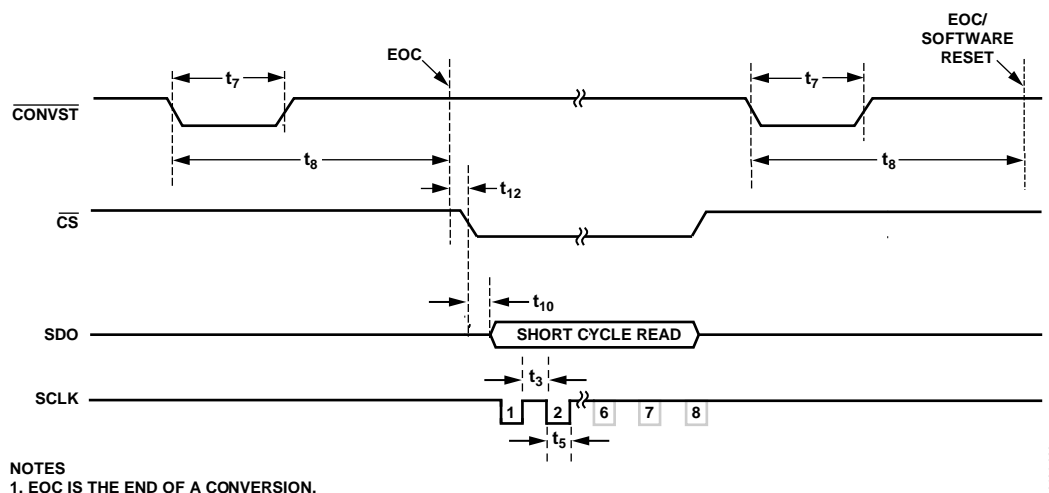 EOC
EOC/
SOFTWARE
RESET
t7
t7
CONVST
t8
t8
t12
CS
t10
SDO
SHORT CYCLE READ
t3
SCLK
1
2
6
7
8
t5
NOTES
1. EOC IS THE END OF A CONVERSION.